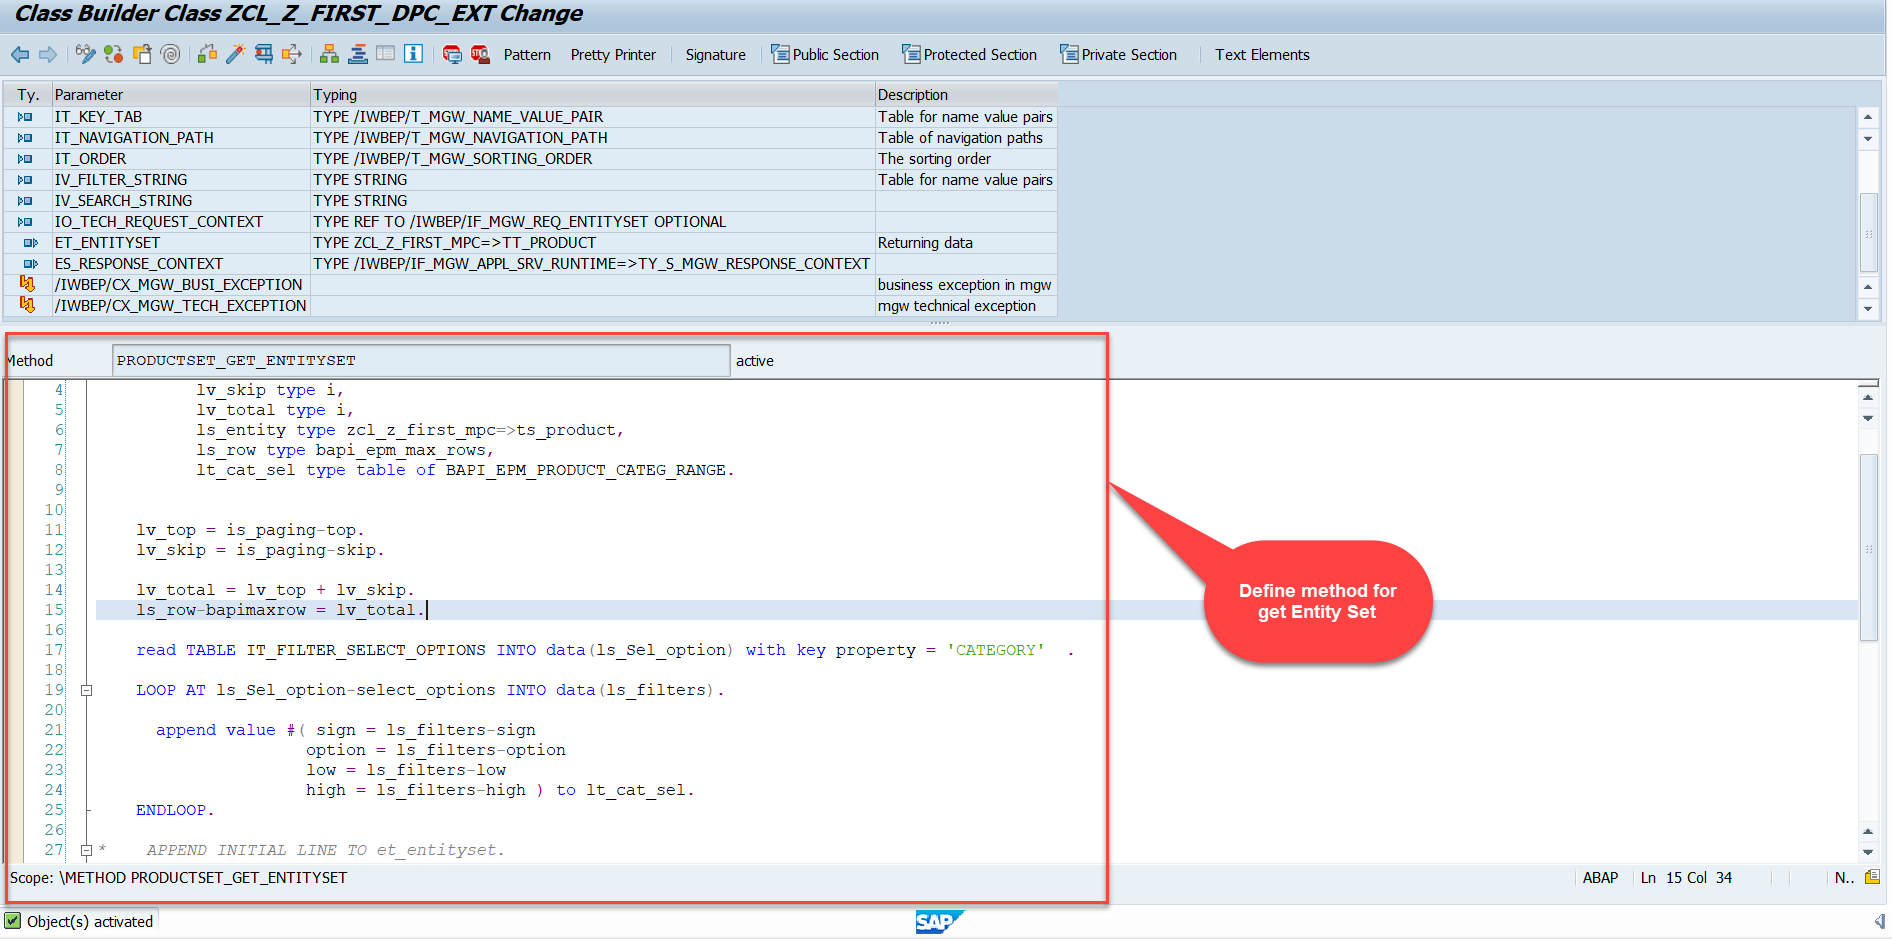 Class Builder Class ZCL_Z_FIRST_DPC_EXT Change
Pattern Pretty Printer Signature Public Section Protected Section Private Section Text Elements
Ty. Parameter Typing Description
IT_KEY_TAB TYPE /IWBEP/T_MGW_NAME_VALUE_PAIR Table for name value pairs
IT_NAVIGATION_PATH TYPE /IWBEP/T_MGW_NAVIGATION_PATH Table of navigation paths
IT_ORDER TYPE /IWBEP/T_MGW_SORTING_ORDER The sorting order
IV_FILTER_STRING TYPE STRING Table for name value pairs
IV_SEARCH_STRING TYPE STRING
IO_TECH_REQUEST_CONTEXT TYPE REF TO /IWBEP/IF_MGW_REQ_ENTITYSET OPTIONAL
ET_ENTITYSET TYPE ZCL_Z_FIRST_MPC=>TT_PRODUCT Returning data
ES_RESPONSE_CONTEXT TYPE /IWBEP/IF_MGW_APPL_SRV_RUNTIME=>TY_S_MGW_RESPONSE_CONTEXT
/IWBEP/CX_MGW_BUSI_EXCEPTION business exception in mgw
/IWBEP/CX_MGW_TECH_EXCEPTION mgw technical exception
Method PRODUCTSET_GET_ENTITYSET active
4 lv_skip type i,
5 lv_total type i,
6 ls_entity type zcl_z_first_mpc=>ts_product,
7 ls_row type bapi_epm_max_rows,
8 lt_cat_sel type table of BAPI_EPM_PRODUCT_CATEG_RANGE.
9
10
11 lv_top = is_paging-top.
12 lv_skip = is_paging-skip.
13
14 lv_total = lv_top + lv_skip.
15 ls_row-bapimaxrow = lv_total.
16
17 read TABLE IT_FILTER_SELECT_OPTIONS INTO data(ls_Sel_option) with key property = 'CATEGORY' .
18
19 LOOP AT ls_Sel_option-select_options INTO data(ls_filters).
20
21 append value #( sign = ls_filters-sign
22 option = ls_filters-option
23 low = ls_filters-low
24 high = ls_filters-high ) to lt_cat_sel.
25 ENDLOOP.
26
27 * APPEND INITIAL LINE TO et_entityset.
Define method for
get Entity Set
Scope: \METHOD PRODUCTSET_GET_ENTITYSET ABAP Ln 15 Col 34 N..
Object(s) activated SAP